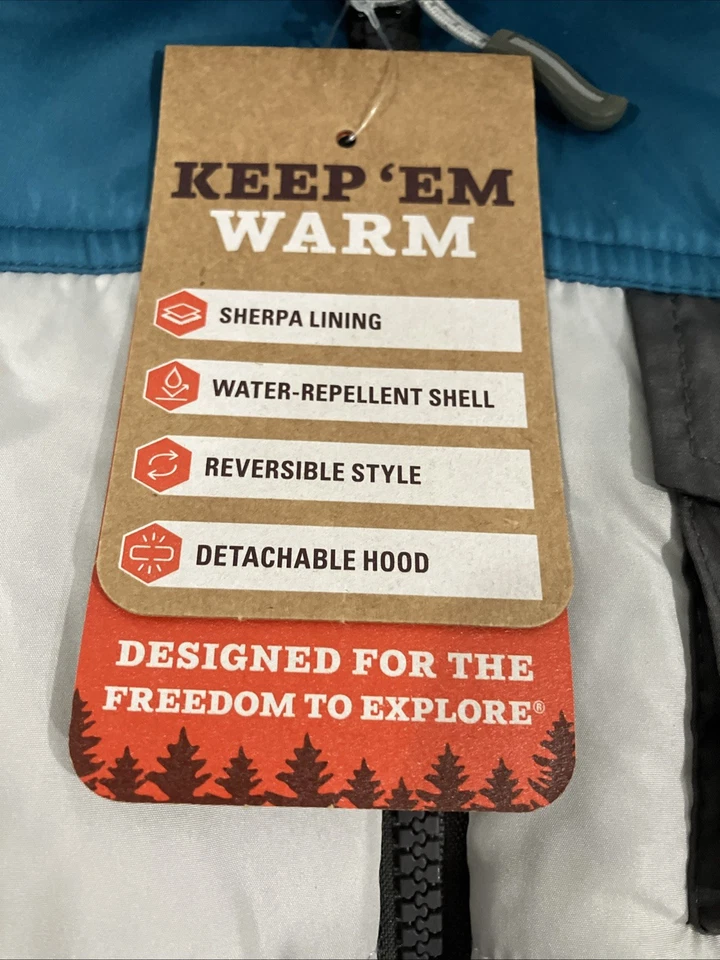 KEEP ‘EM
WARM
SHERPA LINING
WATER-REPELLENT SHELL
REVERSIBLE STYLE
DETACHABLE HOOD
DESIGNED FOR THE
FREEDOM TO EXPLORE®